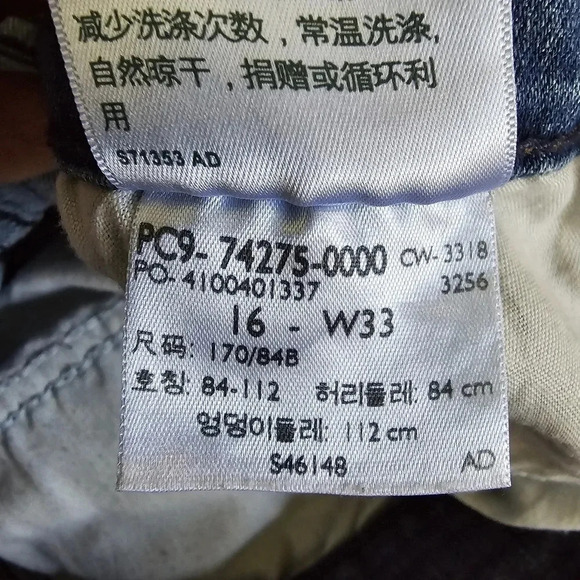 减少洗涤次数，常温洗涤，
自然晾干，捐赠或循环利
用
S71353 AD
PC9- 74275-0000 CW- 3318
PO- 4100401337 3256
16 - W33
尺码: 170/84B
호칭: 84-112 허리둘레: 84 cm
엉덩이둘레: 112 cm
S46148 AD